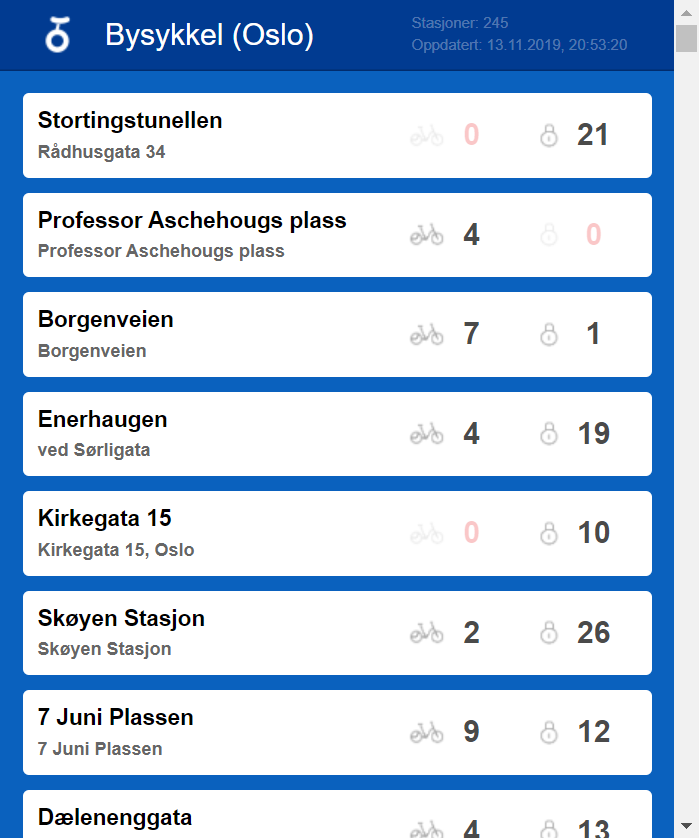 Bysykkel (Oslo)
Stasjoner: 245
Oppdatert: 13.11.2019, 20:53:20
Stortingstunellen
Rådhusgata 34
0 21
Professor Aschehougs plass
Professor Aschehougs plass
4 0
Borgenveien
Borgenveien
7 1
Enerhaugen
ved Sørligata
4 19
Kirkegata 15
Kirkegata 15, Oslo
0 10
Skøyen Stasjon
Skøyen Stasjon
2 26
7 Juni Plassen
7 Juni Plassen
9 12
Dælenenggata
4 13